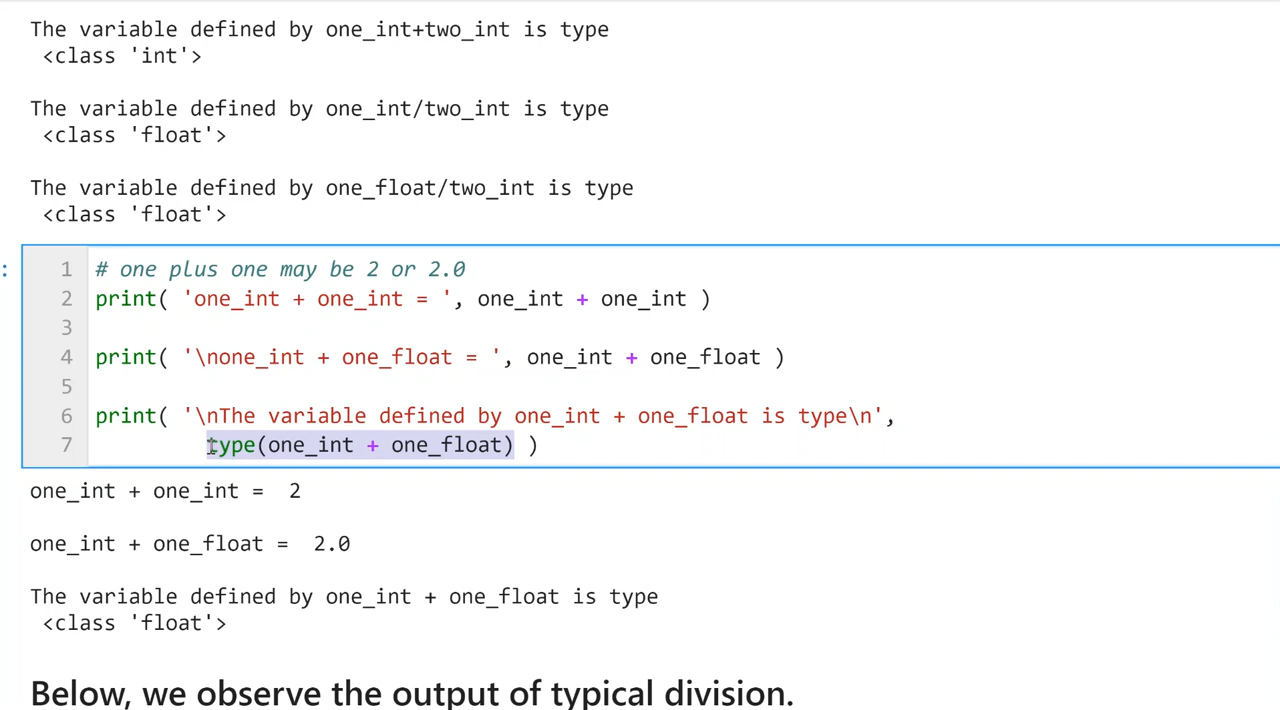 The variable defined by one_int+two_int is type
<class 'int'>
The variable defined by one_int/two_int is type
<class 'float'>
The variable defined by one_float/two_int is type
<class 'float'>
:
1 # one plus one may be 2 or 2.0
2 print( 'one_int + one_int = ', one_int + one_int )
3
4 print( '\none_int + one_float = ', one_int + one_float )
5
6 print( '\nThe variable defined by one_int + one_float is type\n',
7 type(one_int + one_float) )
one_int + one_int =  2
one_int + one_float =  2.0
The variable defined by one_int + one_float is type
<class 'float'>
Below, we observe the output of typical division.